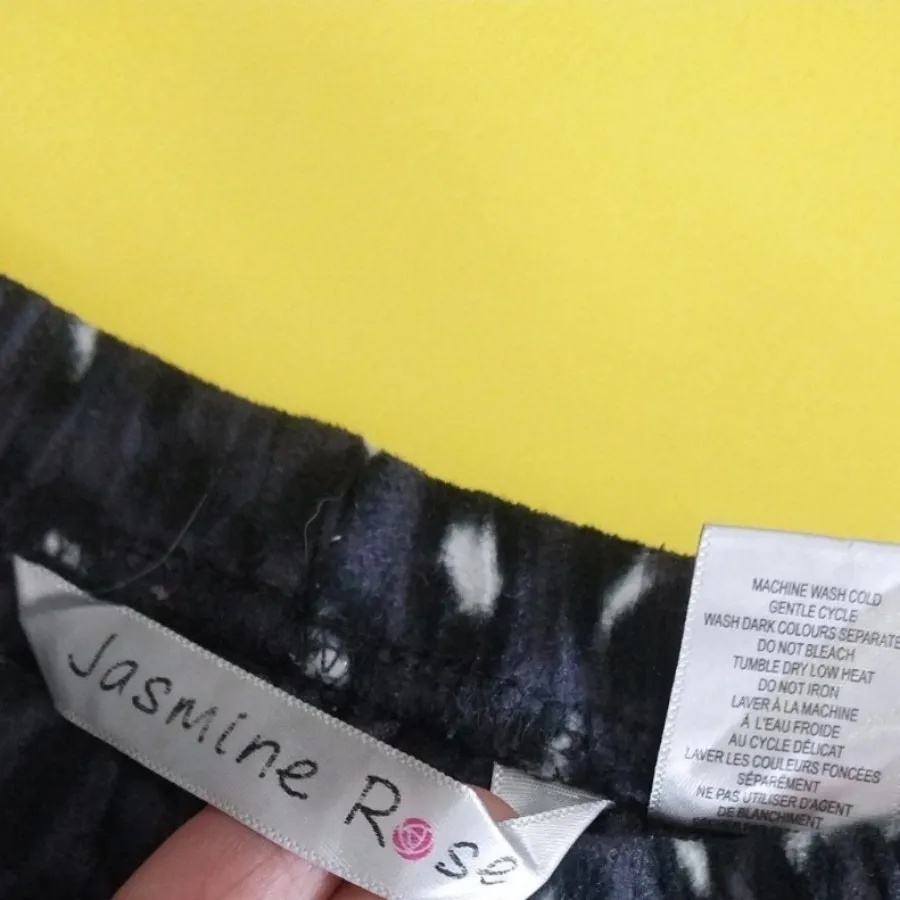 Jasmine Rose
MACHINE WASH COLD
GENTLE CYCLE
WASH DARK COLOURS SEPARATE
DO NOT BLEACH
TUMBLE DRY LOW HEAT
DO NOT IRON
LAVER À LA MACHINE
À L'EAU FROIDE
AU CYCLE DÉLICAT
LAVER LES COULEURS FONCÉES
SÉPARÉMENT
NE PAS UTILISER D'AGENT
DE BLANCHIMENT